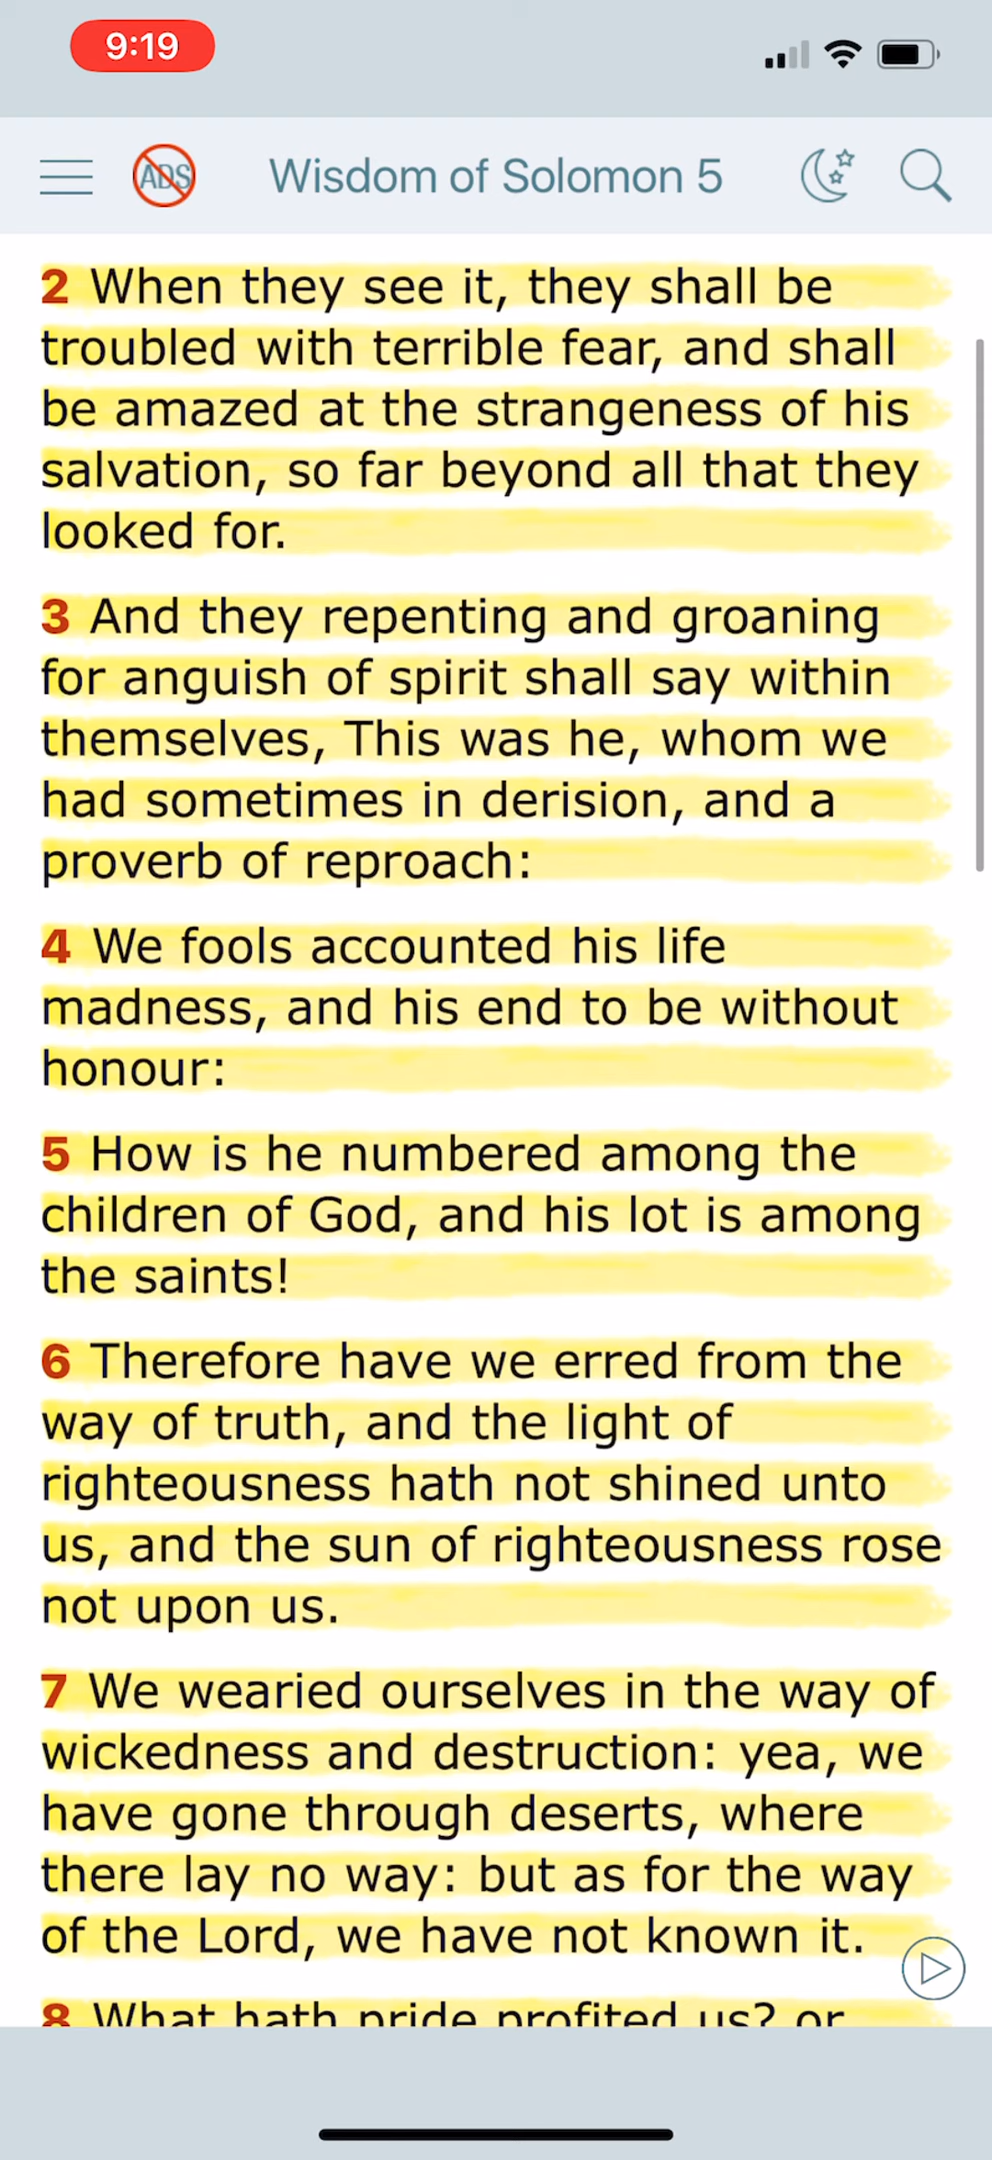 9:19
ADS
Wisdom of Solomon 5
2 When they see it, they shall be
troubled with terrible fear, and shall
be amazed at the strangeness of his
salvation, so far beyond all that they
looked for.
3 And they repenting and groaning
for anguish of spirit shall say within
themselves, This was he, whom we
had sometimes in derision, and a
proverb of reproach:
4 We fools accounted his life
madness, and his end to be without
honour:
5 How is he numbered among the
children of God, and his lot is among
the saints!
6 Therefore have we erred from the
way of truth, and the light of
righteousness hath not shined unto
us, and the sun of righteousness rose
not upon us.
7 We wearied ourselves in the way of
wickedness and destruction: yea, we
have gone through deserts, where
there lay no way: but as for the way
of the Lord, we have not known it.
8 What hath pride profited us? or